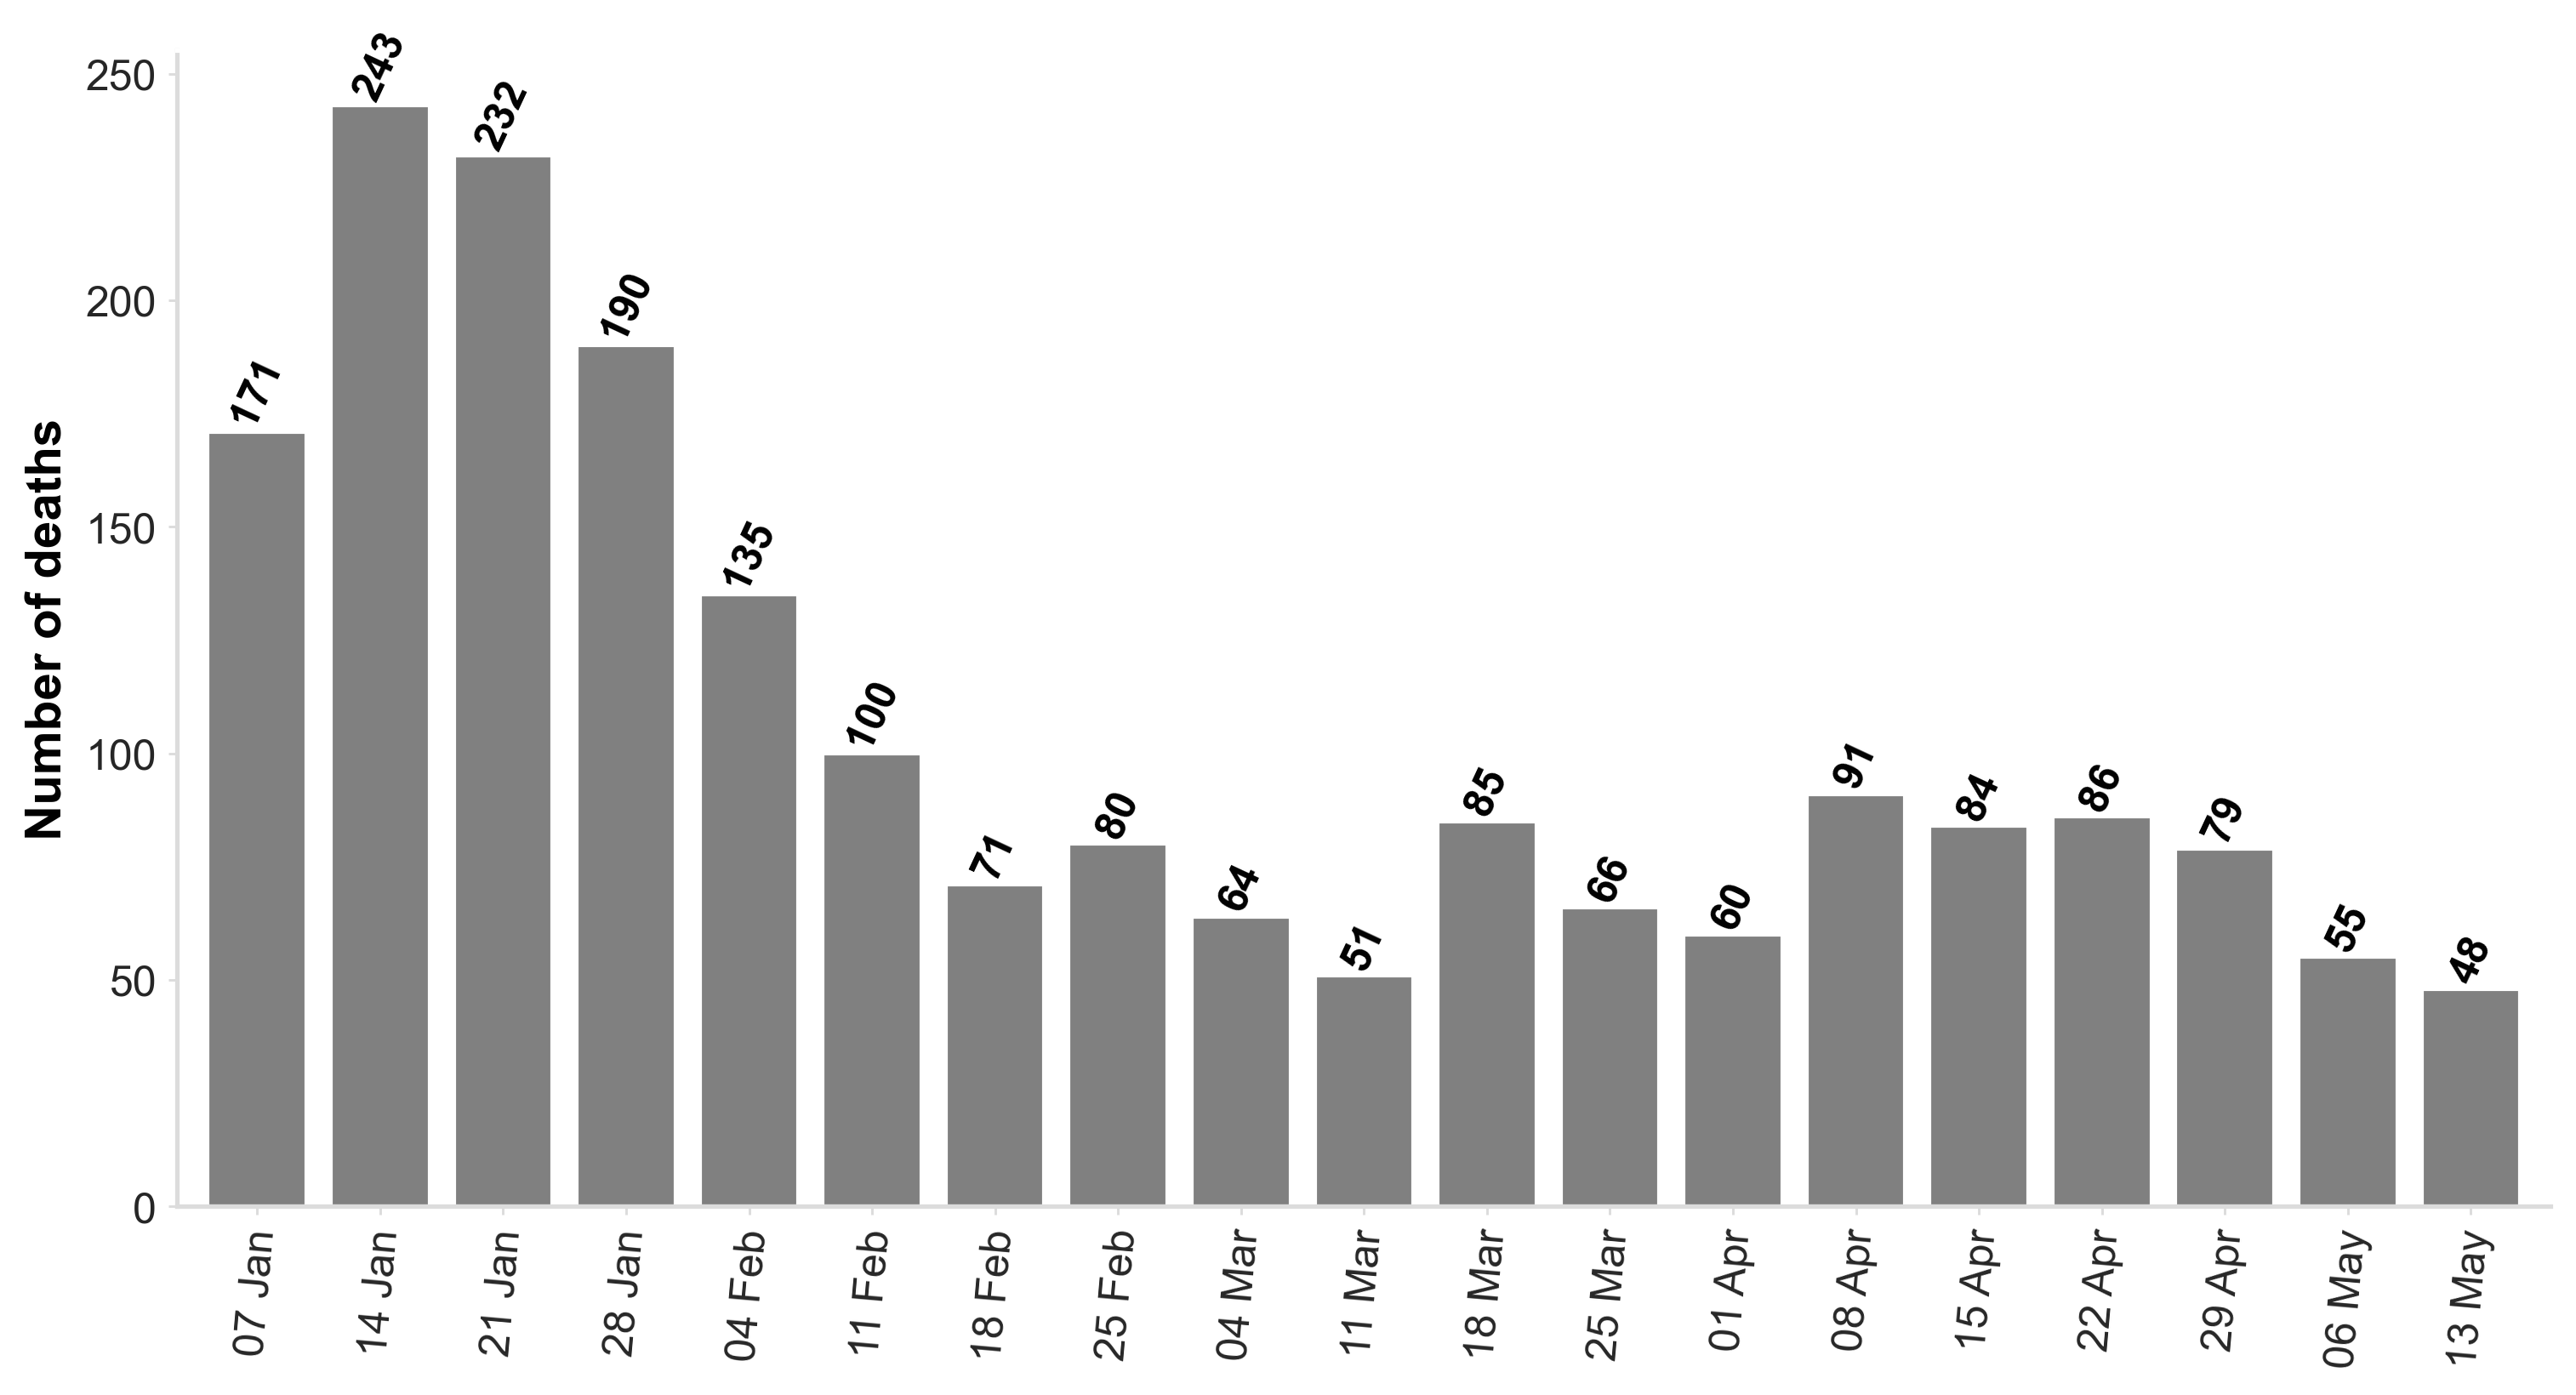 Number of deaths
250
200
150
100
50
0
171
243
232
190
135
100
71
80
64
51
85
66
60
91
84
86
79
55
48
07 Jan
14 Jan
21 Jan
28 Jan
04 Feb
11 Feb
18 Feb
25 Feb
04 Mar
11 Mar
18 Mar
25 Mar
01 Apr
08 Apr
15 Apr
22 Apr
29 Apr
06 May
13 May